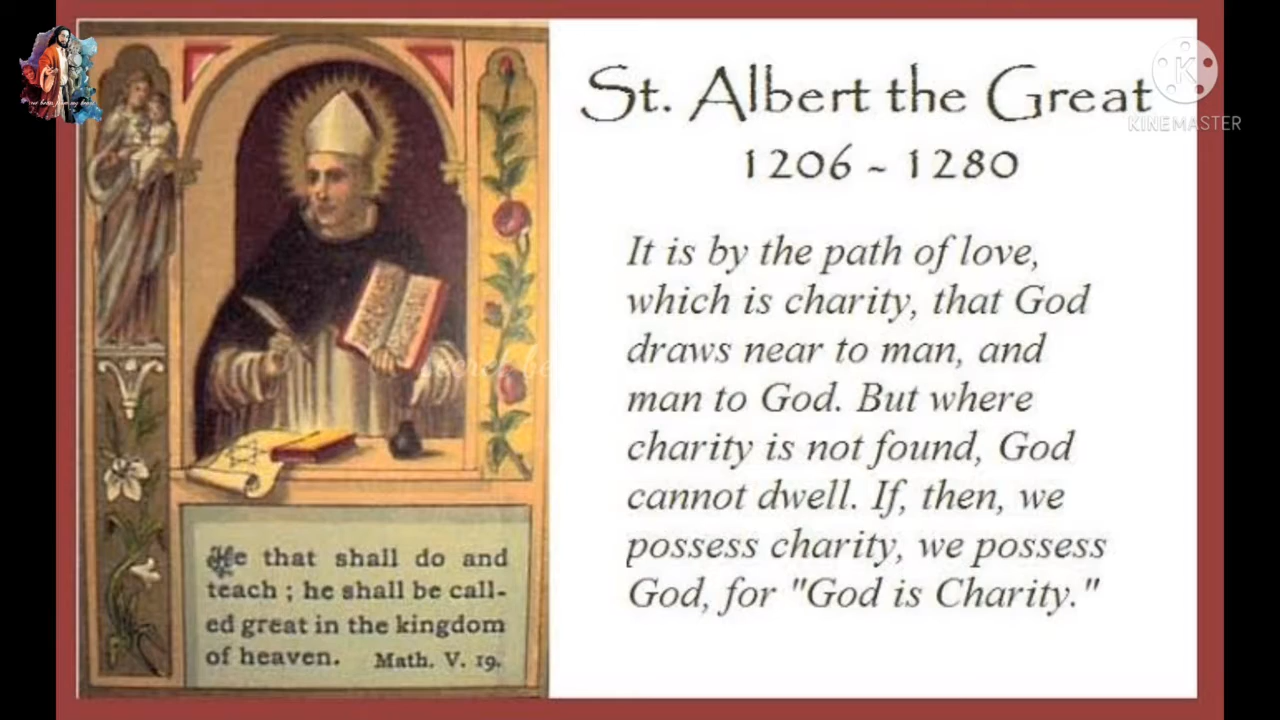 St. Albert the Great
1206 ~ 1280
KINEMASTER
It is by the path of love,
which is charity, that God
draws near to man, and
man to God. But where
charity is not found, God
cannot dwell. If, then, we
possess charity, we possess
God, for "God is Charity."
He that shall do and
teach ; he shall be call-
ed great in the kingdom
of heaven. Math. V. 19.